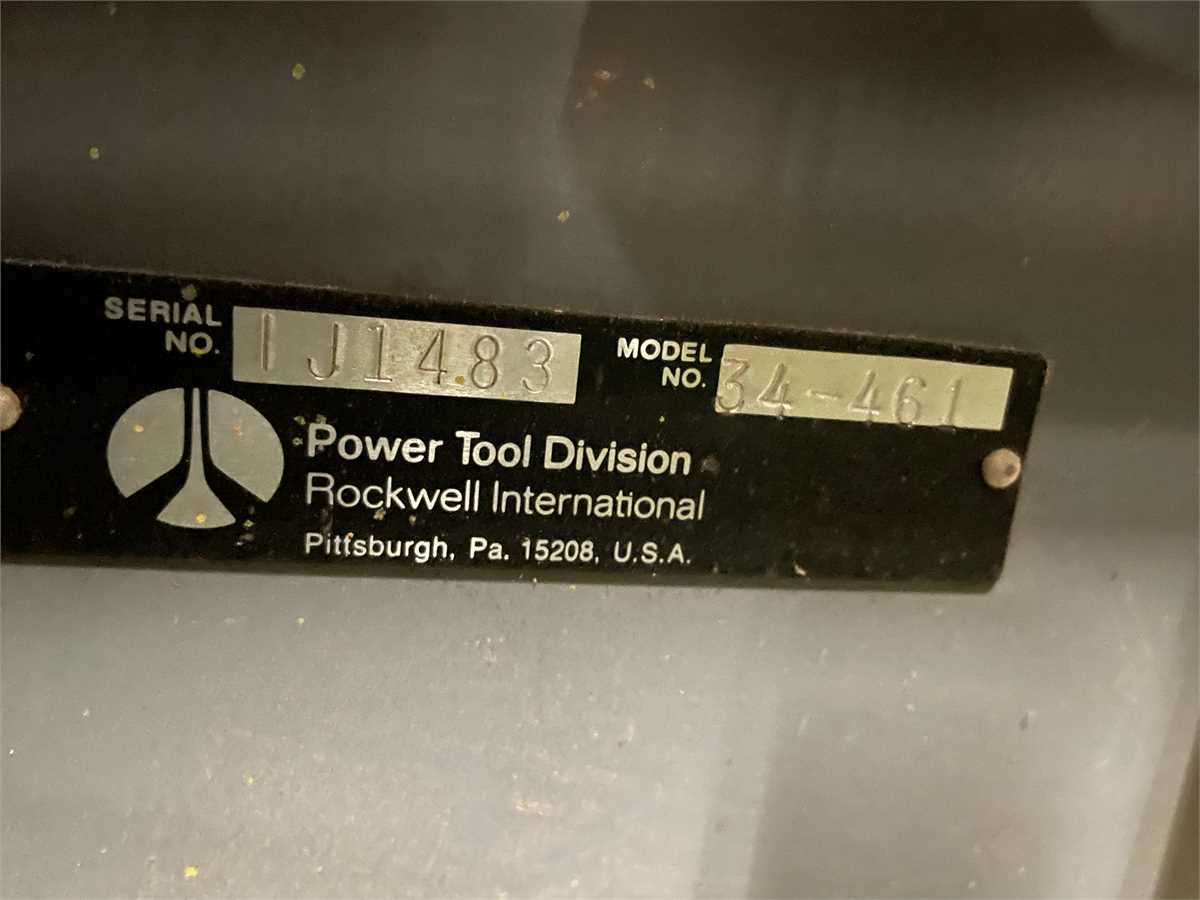 SERIAL NO. IJ1483
MODEL NO. 34-461
Power Tool Division
Rockwell International
Pittsburgh, Pa. 15208, U.S.A.